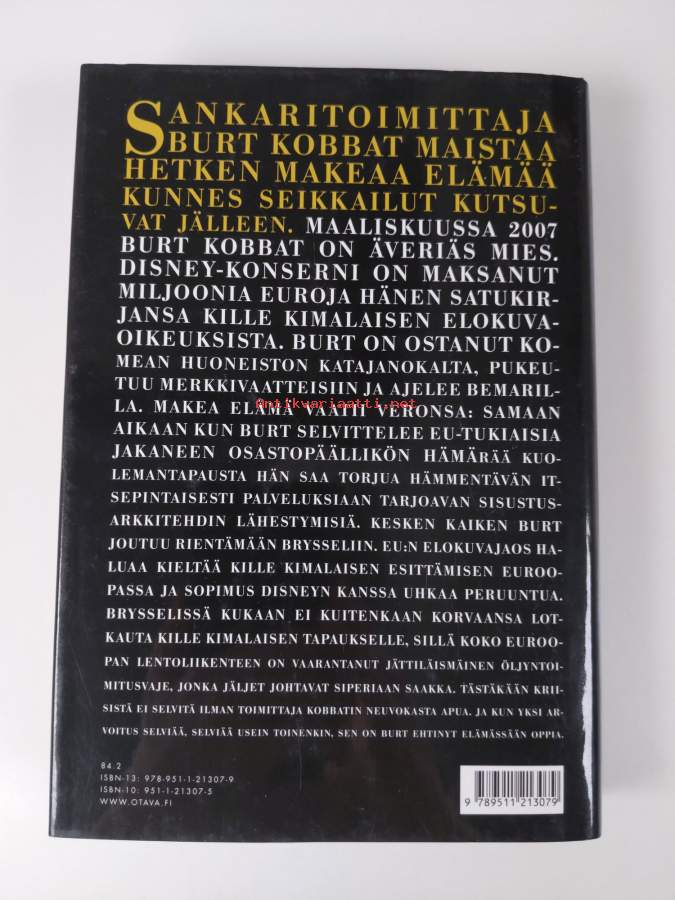 SANKARITOIMITTAJA
BURT KOBBAT MAISTAA
HETKEN MAKEAA ELÄMÄÄ
KUNNES SEIKKAILUT KUTSU-
VAT JÄLLEEN. MAALISKUUSSA 2007
BURT KOBBAT ON ÄVERIÄS MIES.
DISNEY-KONSERNI ON MAKSANUT
MILJOONIA EUROJA HÄNEN SATUKIR-
JANSA KILLE KIMALAISEN ELOKUVA-
OIKEUKSISTA. BURT ON OSTANUT KO-
MEAN HUONEISTON KATAJANOKALTA, PUKEU-
TUU MERKKIVAATTEISIIN JA AJELEE BEMARIL-
Antikvariaatti.net
LA. MAKEA ELÄMÄ VAATII VERONSA: SAMAAN
AIKAAN KUN BURT SELVITTELEE EU-TUKIAISIA
JAKANEEN OSASTOPÄÄLLIKÖN HÄMÄRÄÄ KUO-
LEMANTAPAUSTA HÄN SAA TORJUA HÄMMENTÄVÄN IT-
SEPINTAISESTI PALVELUKSIAAN TARJOAVAN SISUSTUS-
ARKKITEHDIN LÄHESTYMISIÄ. KESKEN KAIKEN BURT
JOUTUU RIENTÄMÄÄN BRYSSELIIN. EU:N ELOKUVAJAOS HA-
LUAA KIELTÄÄ KILLE KIMALAISEN ESITTÄMISEN EUROO-
PASSA JA SOPIMUS DISNEYN KANSSA UHKAA PERUUNTUA.
BRYSSELISSÄ KUKAAN EI KUITENKAAN KORVAANSA LOT-
KAUTA KILLE KIMALAISEN TAPAUKSELLE, SILLÄ KOKO EUROO-
PAN LENTOLIIKENTEEN ON VAARANTANUT JÄTTILÄISMÄINEN ÖLJYNTOI-
MITUSVAJE, JONKA JÄLJET JOHTAVAT SIPERIAAN SAAKKA. TÄSTÄKÄÄN KRII-
SISTÄ EI SELVITÄ ILMAN TOIMITTAJA KOBBATIN NEUVOKASTA APUA. JA KUN YKSI AR-
VOITUS SELVIÄÄ, SELVIÄÄ USEIN TOINENKIN, SEN ON BURT EHTINYT ELÄMÄSSÄÄN OPPIA.
84.2
ISBN-13: 978-951-1-21307-9
ISBN-10: 951-1-21307-5
WWW.OTAVA.FI
9 789511 213079